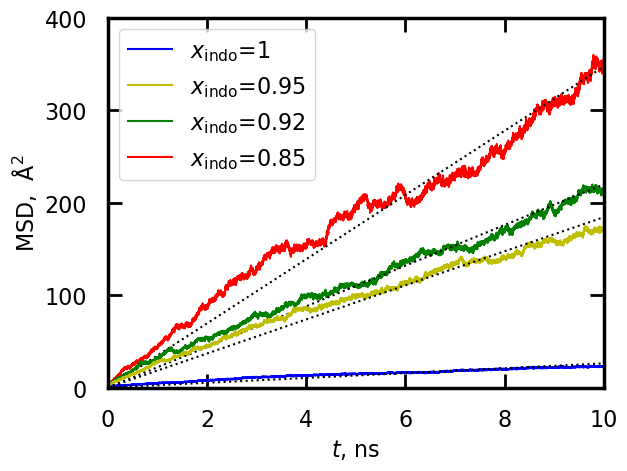 400
300
200
100
0
MSD, Å²
x_indo=1
x_indo=0.95
x_indo=0.92
x_indo=0.85
0 2 4 6 8 10
t, ns